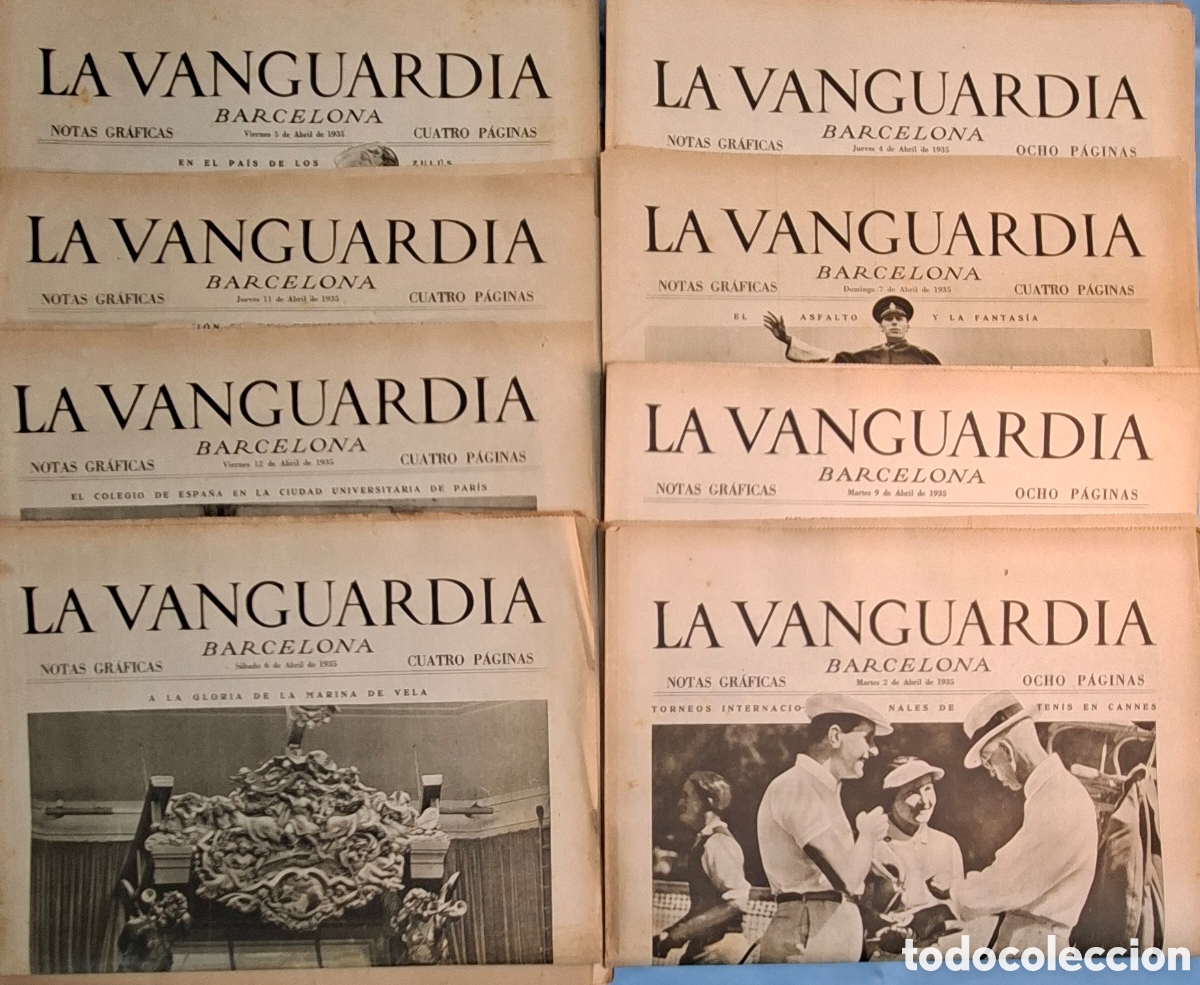 LA VANGUARDIA
BARCELONA
NOTAS GRÁFICAS Viernes 5 de Abril de 1935 CUATRO PÁGINAS
EN EL PAÍS DE LOS ZULÚS
LA VANGUARDIA
BARCELONA
NOTAS GRÁFICAS Jueves 11 de Abril de 1935 CUATRO PÁGINAS
LA VANGUARDIA
BARCELONA
NOTAS GRÁFICAS Viernes 12 de Abril de 1935 CUATRO PÁGINAS
EL COLEGIO DE ESPAÑA EN LA CIUDAD UNIVERSITARIA DE PARÍS
LA VANGUARDIA
BARCELONA
NOTAS GRÁFICAS Sábado 6 de Abril de 1935 CUATRO PÁGINAS
A LA GLORIA DE LA MARINA DE VELA
LA VANGUARDIA
BARCELONA
NOTAS GRÁFICAS Jueves 4 de Abril de 1935 OCHO PÁGINAS
LA VANGUARDIA
BARCELONA
NOTAS GRÁFICAS Domingo 7 de Abril de 1935 CUATRO PÁGINAS
EL ASFALTO Y LA FANTASÍA
LA VANGUARDIA
BARCELONA
NOTAS GRÁFICAS Martes 9 de Abril de 1935 OCHO PÁGINAS
LA VANGUARDIA
BARCELONA
NOTAS GRÁFICAS Martes 2 de Abril de 1935 OCHO PÁGINAS
TORNEOS INTERNACIO- NALES DE TENIS EN CANNES
todocoleccion